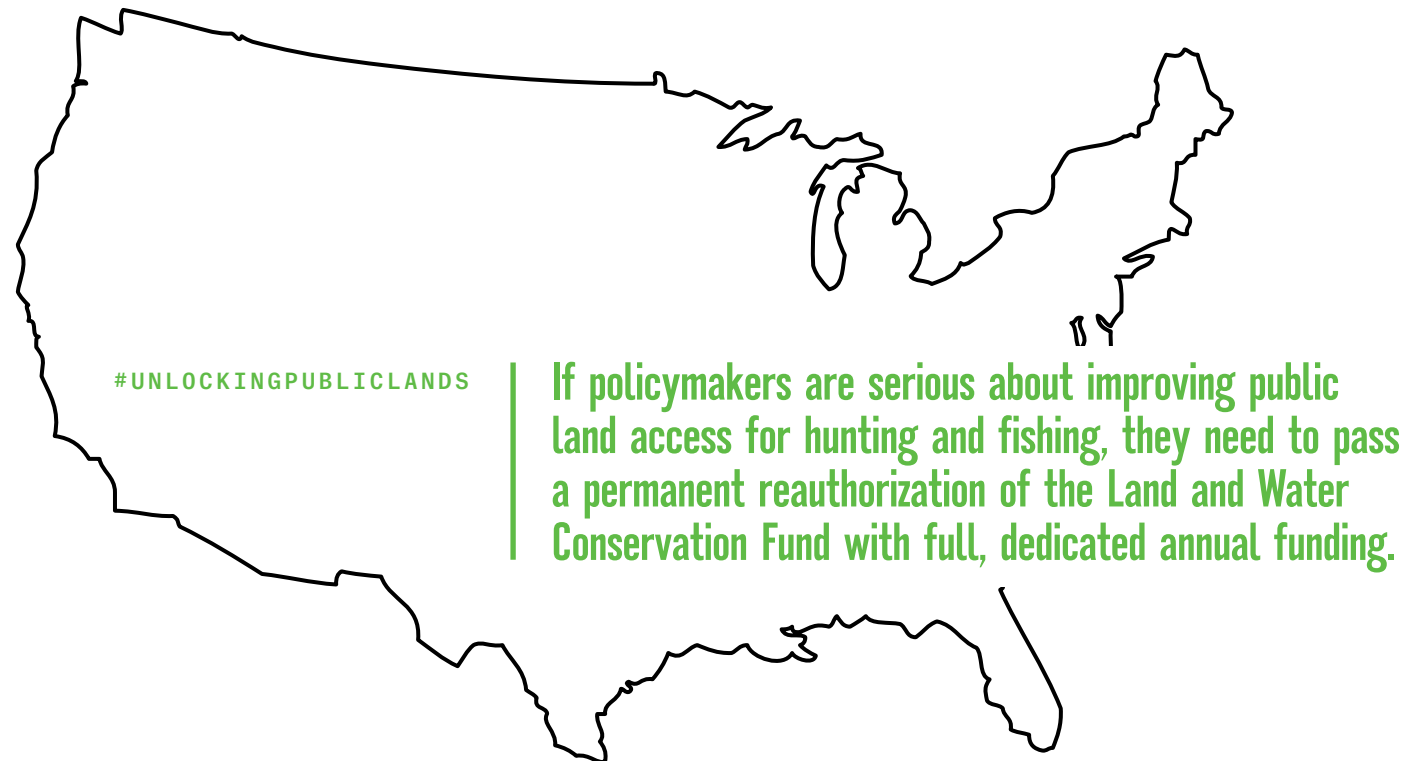 #UNLOCKINGPUBLICLANDS
If policymakers are serious about improving public
land access for hunting and fishing, they need to pass
a permanent reauthorization of the Land and Water
Conservation Fund with full, dedicated annual funding.